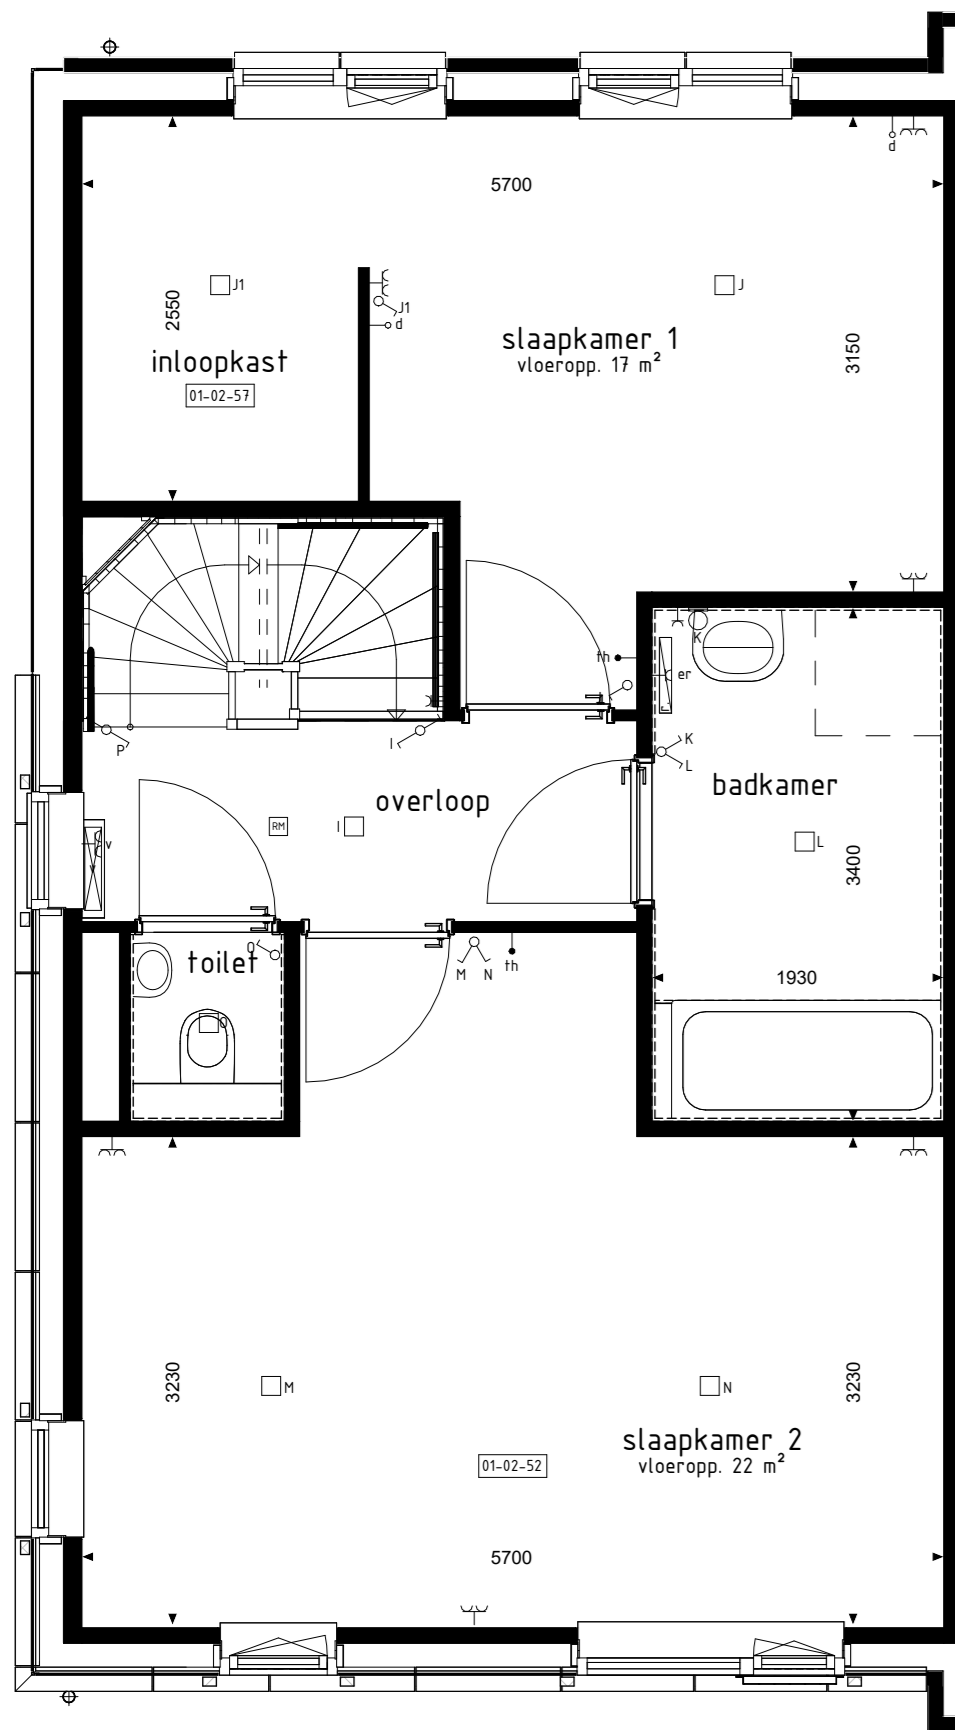 d
5700
J1
J
J1
d
2550
slaapkamer 1
vloeropp. 17 m²
3150
inloopkast
01-02-57
K
th
er
P
I
K
L
badkamer
overloop
RM
I
L
v
3400
O
toilet
M N
th
1930
O
3230
M
N
3230
slaapkamer 2
vloeropp. 22 m²
01-02-52
5700